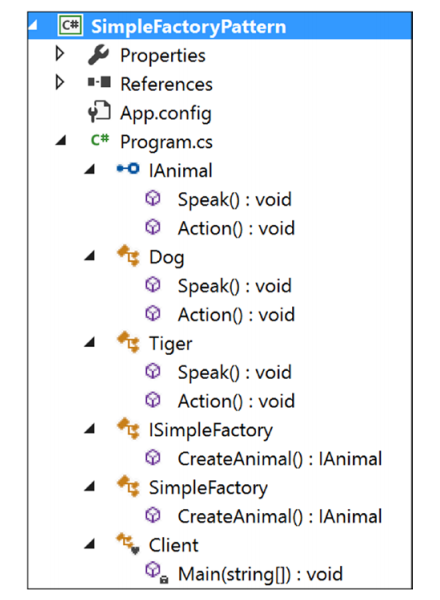 C# SimpleFactoryPattern
Properties
References
App.config
C# Program.cs
IAnimal
Speak() : void
Action() : void
Dog
Speak() : void
Action() : void
Tiger
Speak() : void
Action() : void
ISimpleFactory
CreateAnimal() : IAnimal
SimpleFactory
CreateAnimal() : IAnimal
Client
Main(string[]) : void